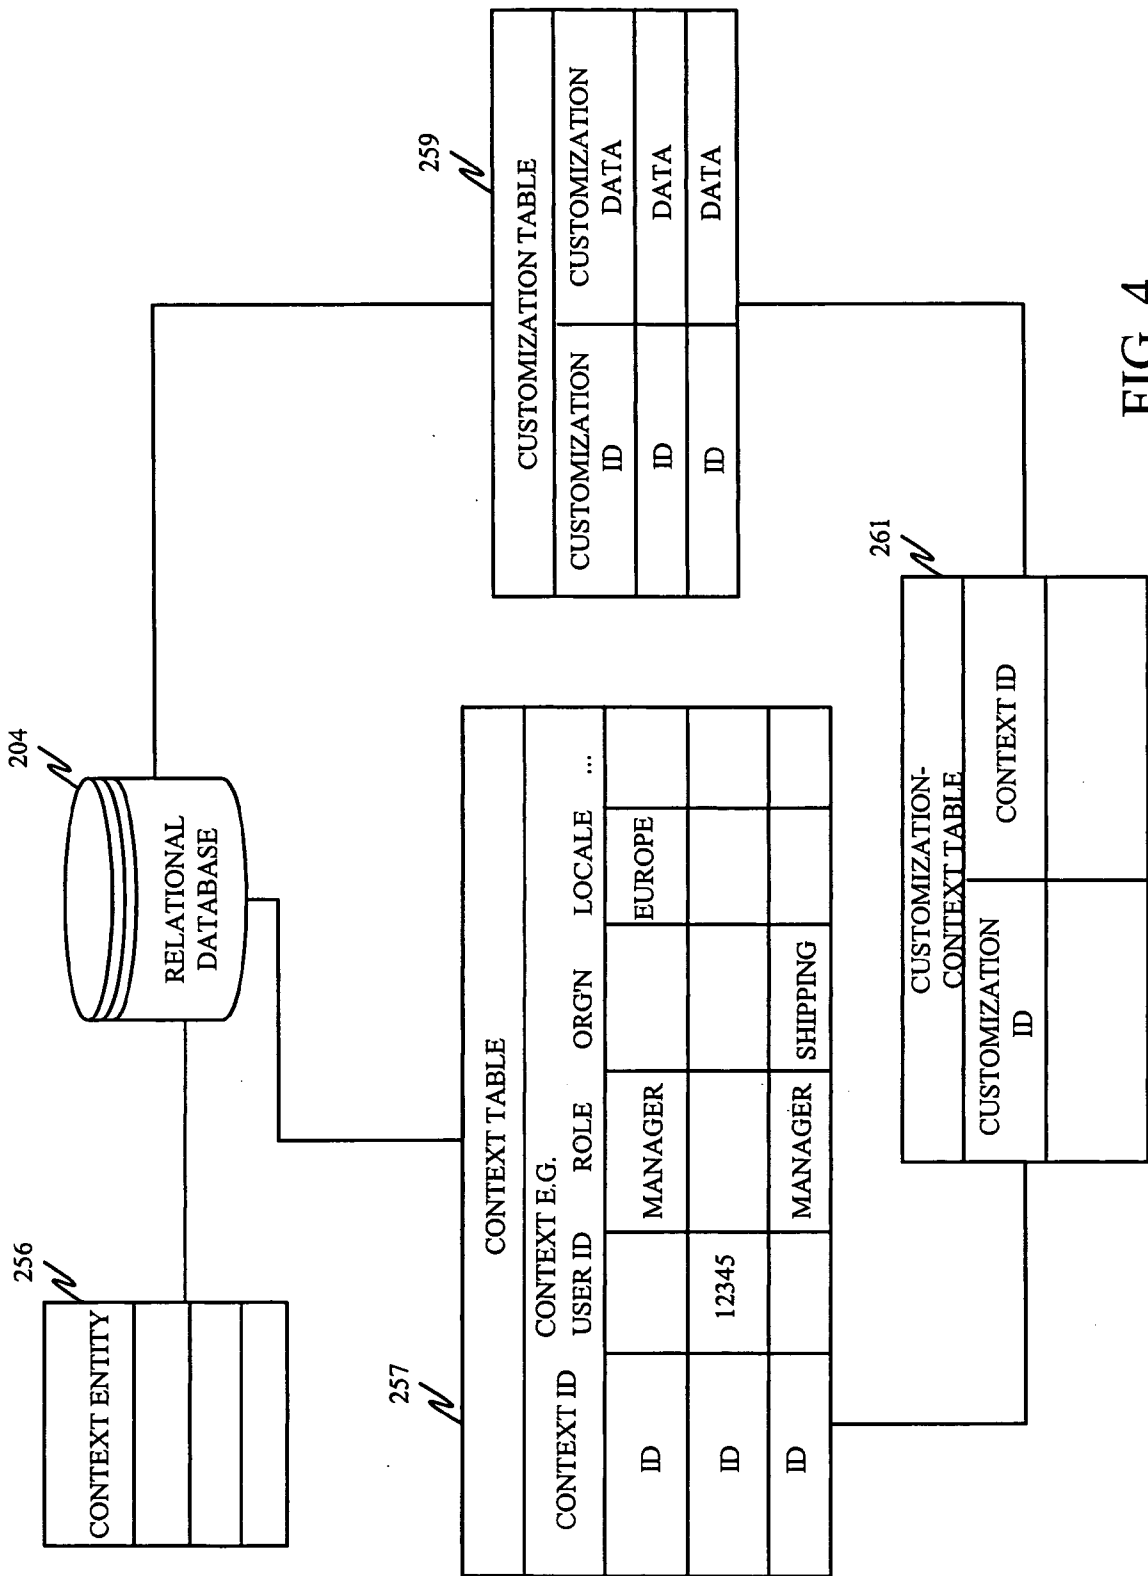 256
CONTEXT ENTITY
204
RELATIONAL
DATABASE
257
CONTEXT TABLE
CONTEXT E.G.
CONTEXT ID USER ID ROLE ORG'N LOCALE ...
ID MANAGER EUROPE
ID 12345
ID MANAGER SHIPPING
259
CUSTOMIZATION TABLE
CUSTOMIZATION
ID
CUSTOMIZATION
DATA
ID DATA
ID DATA
261
CUSTOMIZATION-
CONTEXT TABLE
CUSTOMIZATION
ID
CONTEXT ID
FIG. 4